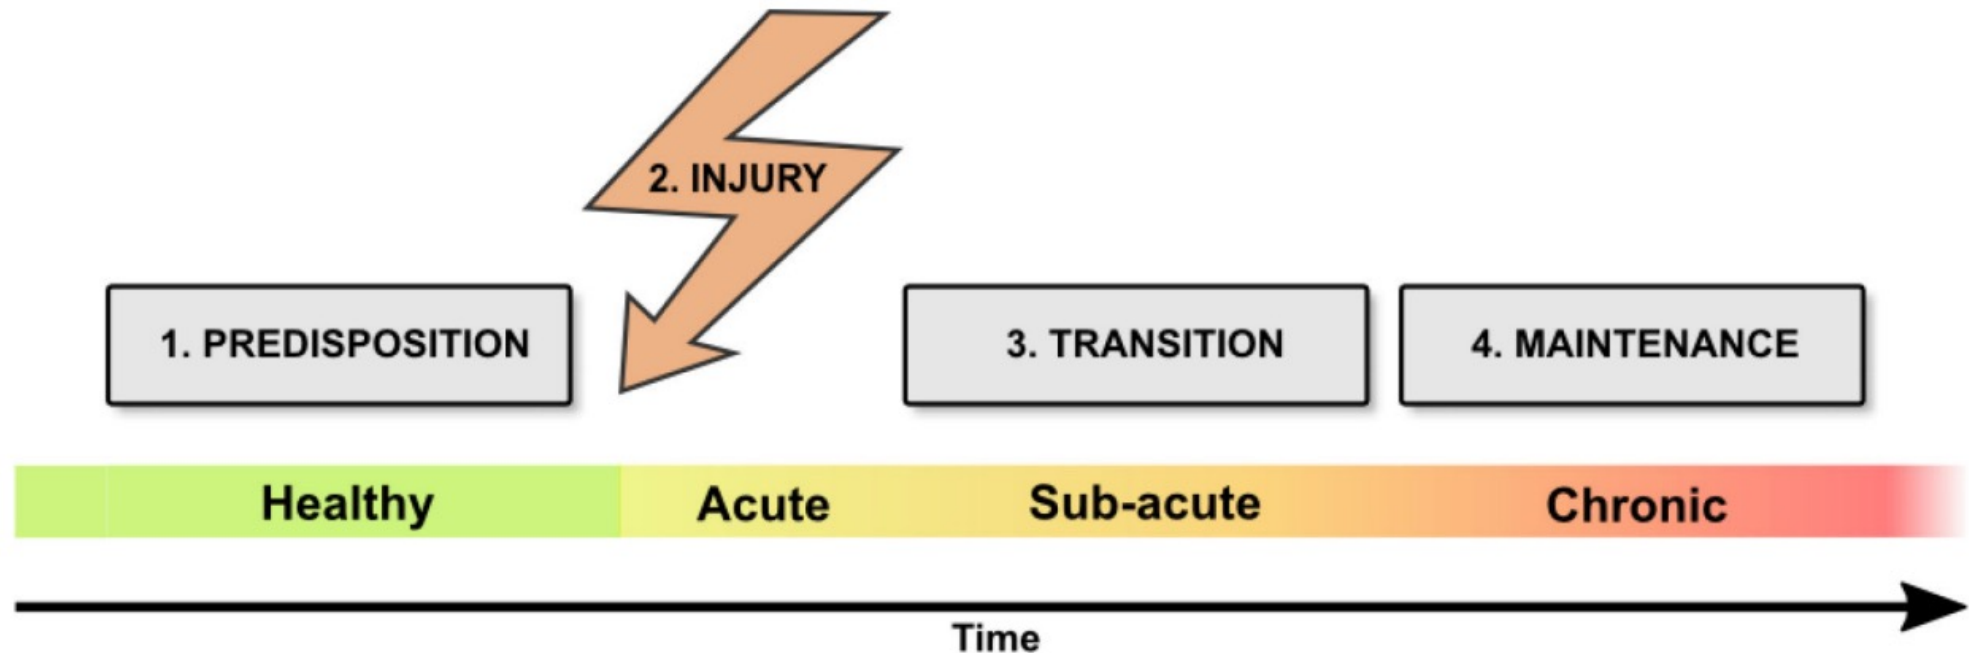 2. INJURY
1. PREDISPOSITION
3. TRANSITION
4. MAINTENANCE
Healthy
Acute
Sub-acute
Chronic
Time